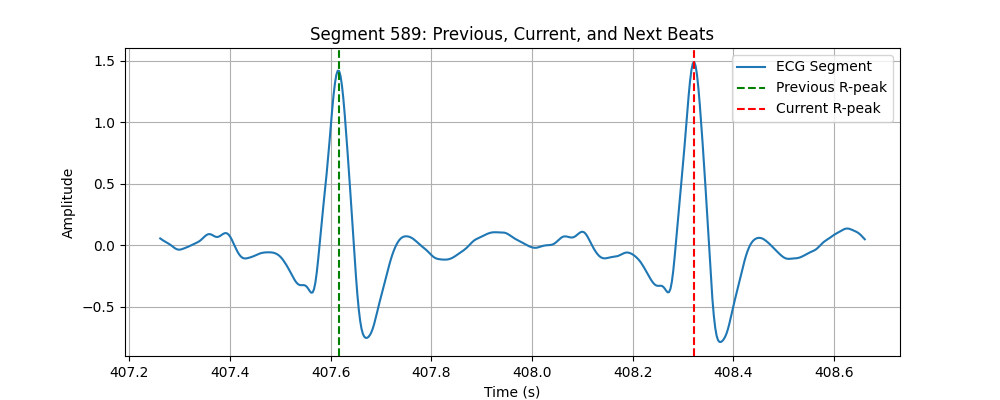 Segment 589: Previous, Current, and Next Beats
ECG Segment
Previous R-peak
Current R-peak
Amplitude
1.5
1.0
0.5
0.0
−0.5
407.2 407.4 407.6 407.8 408.0 408.2 408.4 408.6
Time (s)